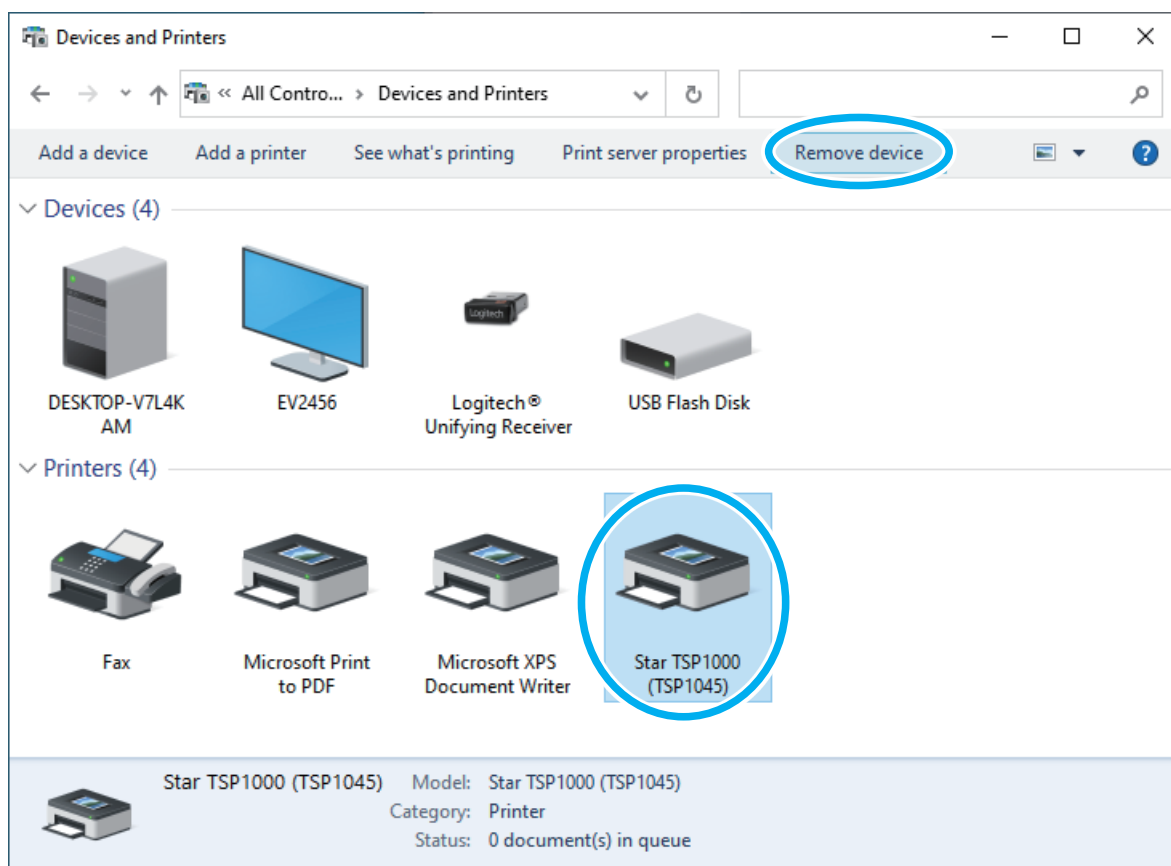 Devices and Printers
« All Contro... > Devices and Printers
Add a device Add a printer See what's printing Print server properties Remove device ?
Devices (4)
Logitech
DESKTOP-V7L4K
AM
EV2456
Logitech®
Unifying Receiver
USB Flash Disk
Printers (4)
Fax
Microsoft Print
to PDF
Microsoft XPS
Document Writer
Star TSP1000
(TSP1045)
Star TSP1000 (TSP1045) Model: Star TSP1000 (TSP1045)
Category: Printer
Status: 0 document(s) in queue